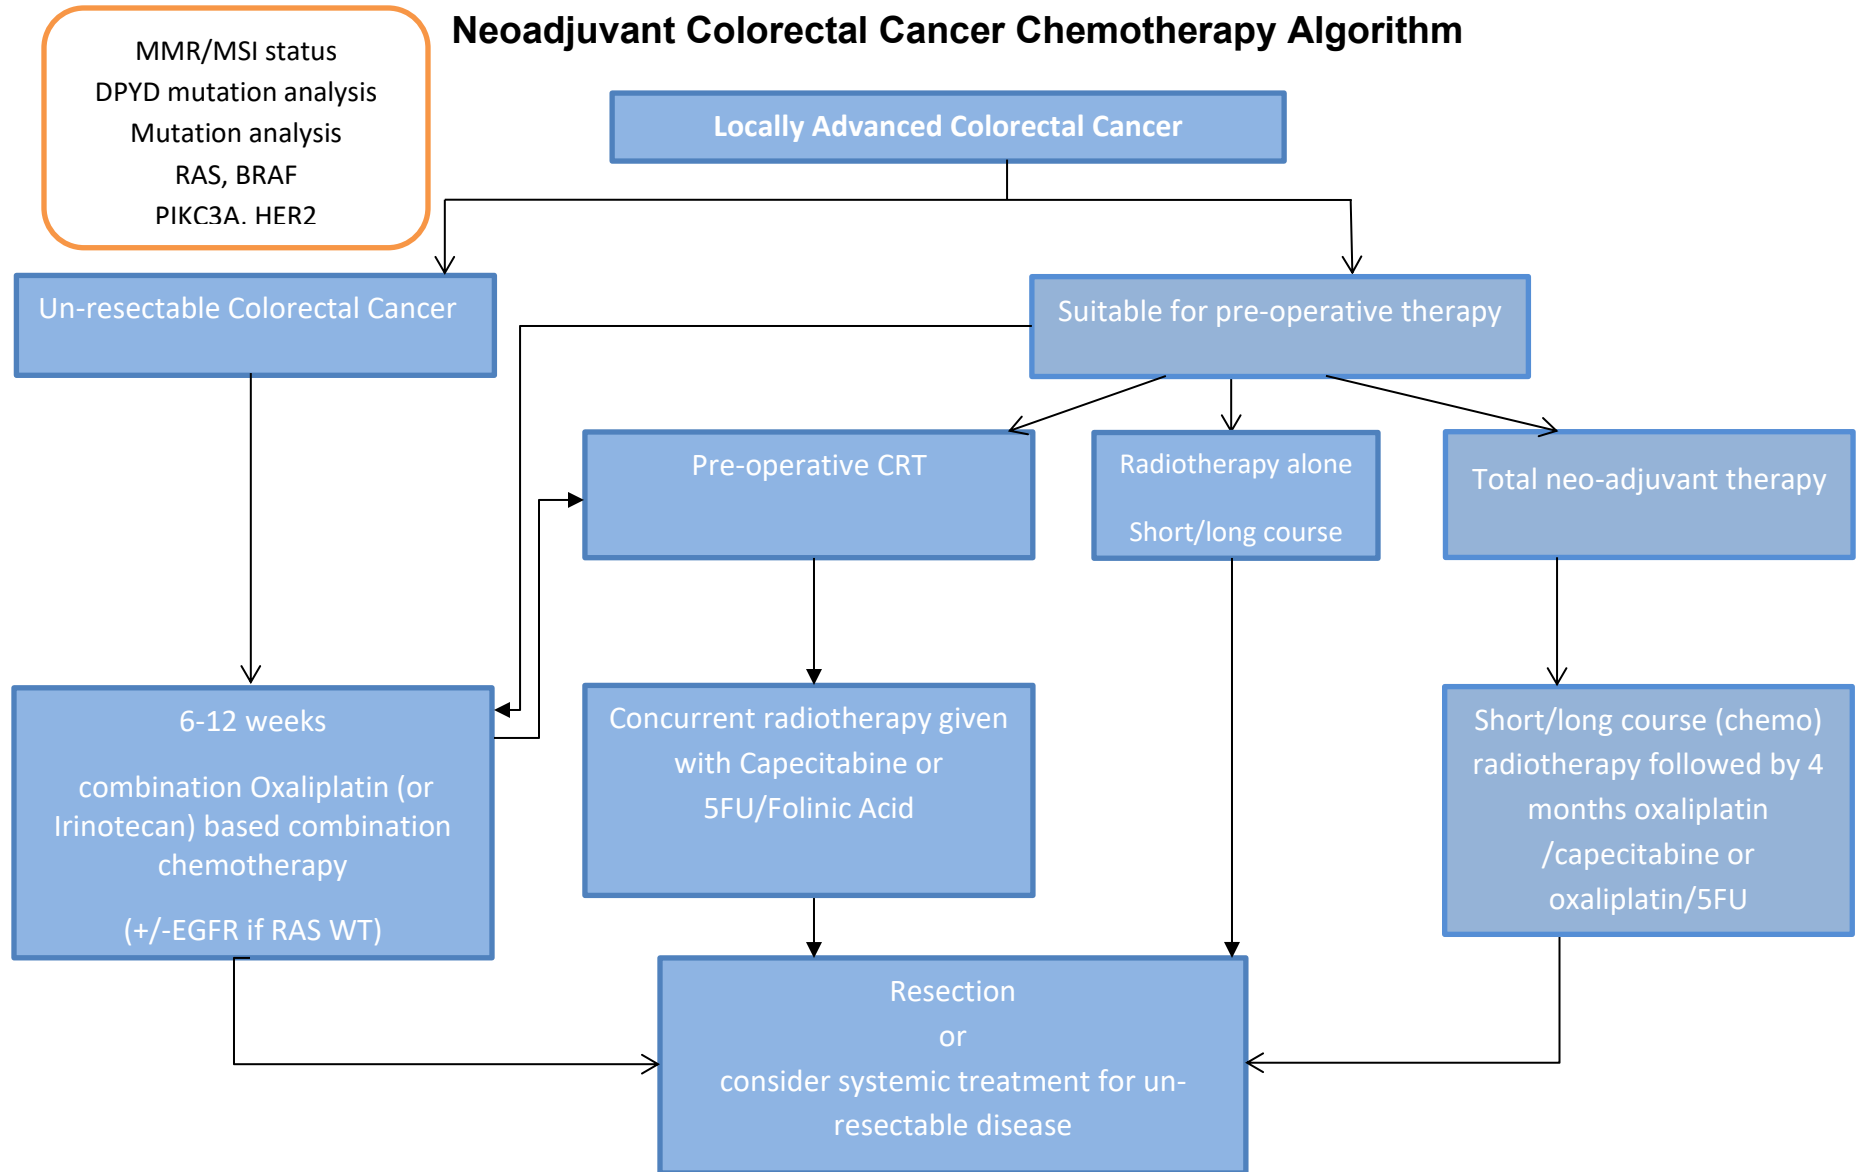 Neoadjuvant Colorectal Cancer Chemotherapy Algorithm
MMR/MSI status
DPYD mutation analysis
Mutation analysis
RAS, BRAF
PIKC3A, HER2
Locally Advanced Colorectal Cancer
Un-resectable Colorectal Cancer
Suitable for pre-operative therapy
Pre-operative CRT
Radiotherapy alone
Short/long course
Total neo-adjuvant therapy
6-12 weeks
combination Oxaliplatin (or
Irinotecan) based combination
chemotherapy
(+/-EGFR if RAS WT)
Concurrent radiotherapy given
with Capecitabine or
5FU/Folinic Acid
Short/long course (chemo)
radiotherapy followed by 4
months oxaliplatin
/capecitabine or
oxaliplatin/5FU
Resection
or
consider systemic treatment for un-
resectable disease